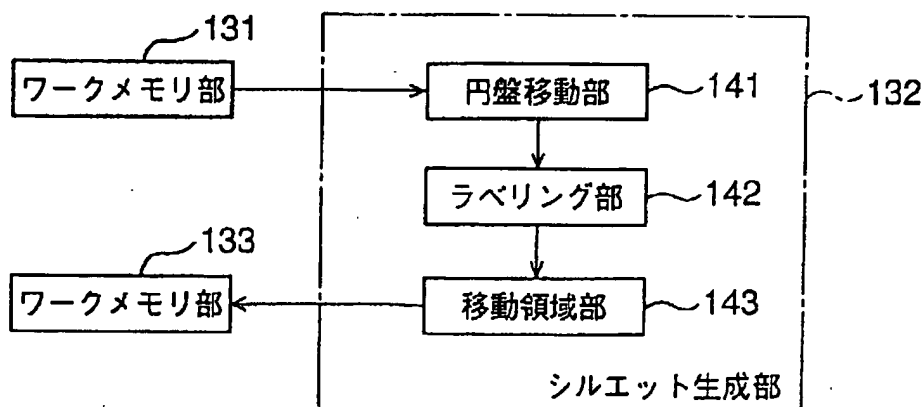 131
ワークメモリ部
円盤移動部
141
132
ラベリング部
142
133
ワークメモリ部
移動領域部
143
シルエット生成部